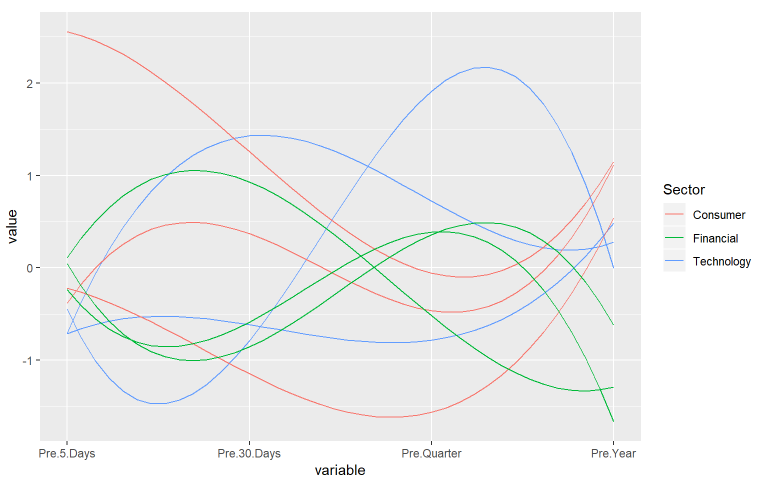 value
2
1
0
-1
Pre.5.Days
Pre.30.Days
Pre.Quarter
Pre.Year
variable
Sector
Consumer
Financial
Technology